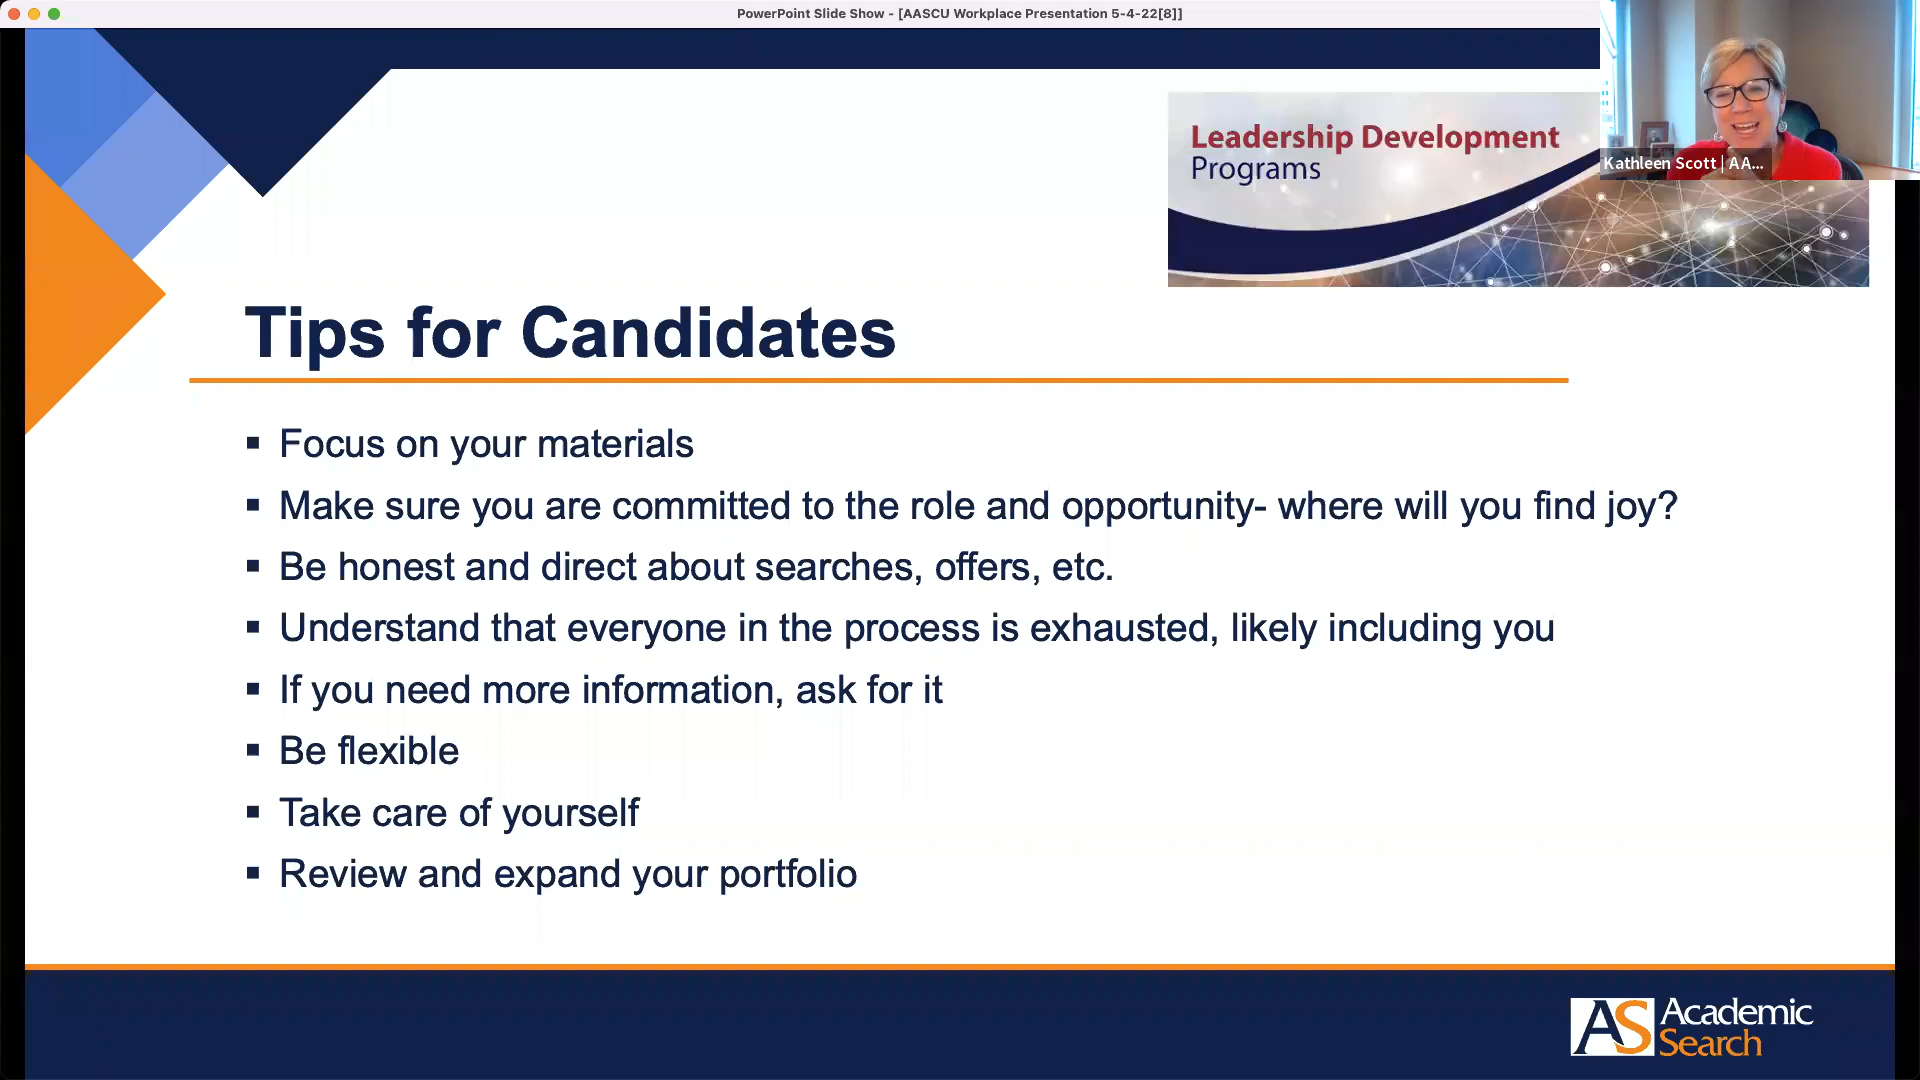 PowerPoint Slide Show - [AASCU Workplace Presentation 5-4-22[8]]
Leadership Development
Programs
Kathleen Scott | AA...
Tips for Candidates
▪ Focus on your materials
▪ Make sure you are committed to the role and opportunity- where will you find joy?
▪ Be honest and direct about searches, offers, etc.
▪ Understand that everyone in the process is exhausted, likely including you
▪ If you need more information, ask for it
▪ Be flexible
▪ Take care of yourself
▪ Review and expand your portfolio
AS Academic
Search